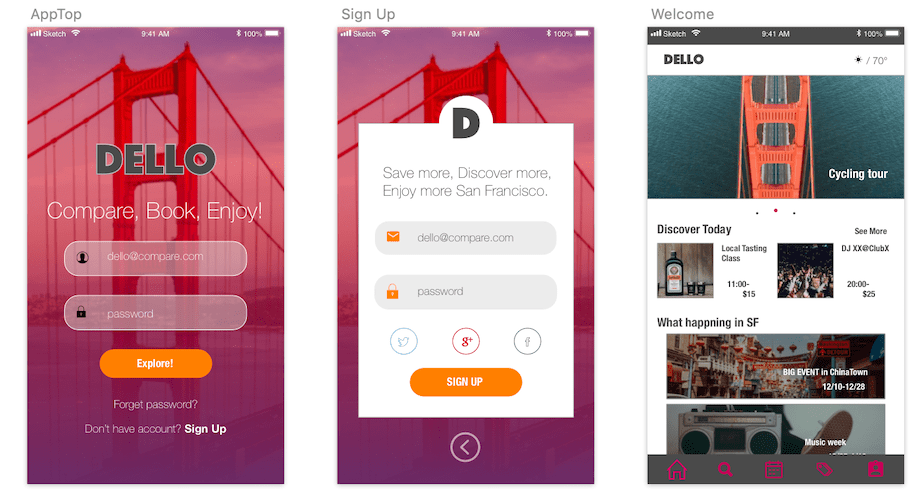 AppTop
Sketch 9:41 AM 100%
DELLO
Compare, Book, Enjoy!
dello@compare.com
password
Explore!
Forget password?
Don't have account? Sign Up
Sign Up
Sketch 9:41 AM 100%
D
Save more, Discover more,
Enjoy more San Francisco.
dello@compare.com
password
g+
f
SIGN UP
Welcome
Sketch 9:41 AM 100%
DELLO
/ 70°
Cycling tour
Discover Today
See More
Local Tasting
Class
11:00-
$15
DJ XX@ClubX
20:00-
$25
What happning in SF
BIG EVENT in ChinaTown
12/10-12/28
Music week